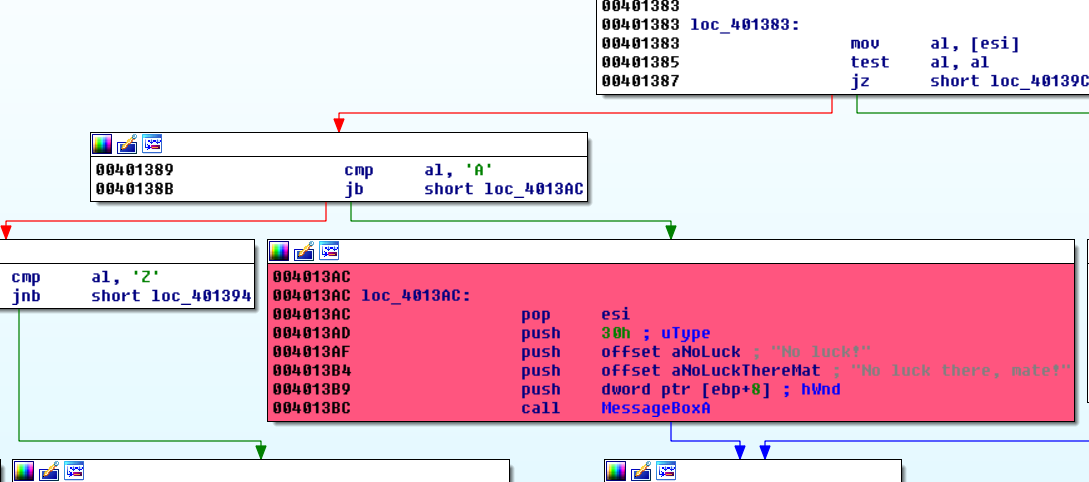 00401383
00401383 loc_401383:
00401383 mov al, [esi]
00401385 test al, al
00401387 jz short loc_40139C
00401389 cmp al, 'A'
0040138B jb short loc_4013AC
cmp al, 'Z'
jnb short loc_401394
004013AC
004013AC loc_4013AC:
004013AC pop esi
004013AD push 30h ; uType
004013AF push offset aNoLuck ; "No luck!"
004013B4 push offset aNoLuckThereMat ; "No luck there, mate!"
004013B9 push dword ptr [ebp+8] ; hWnd
004013BC call MessageBoxA